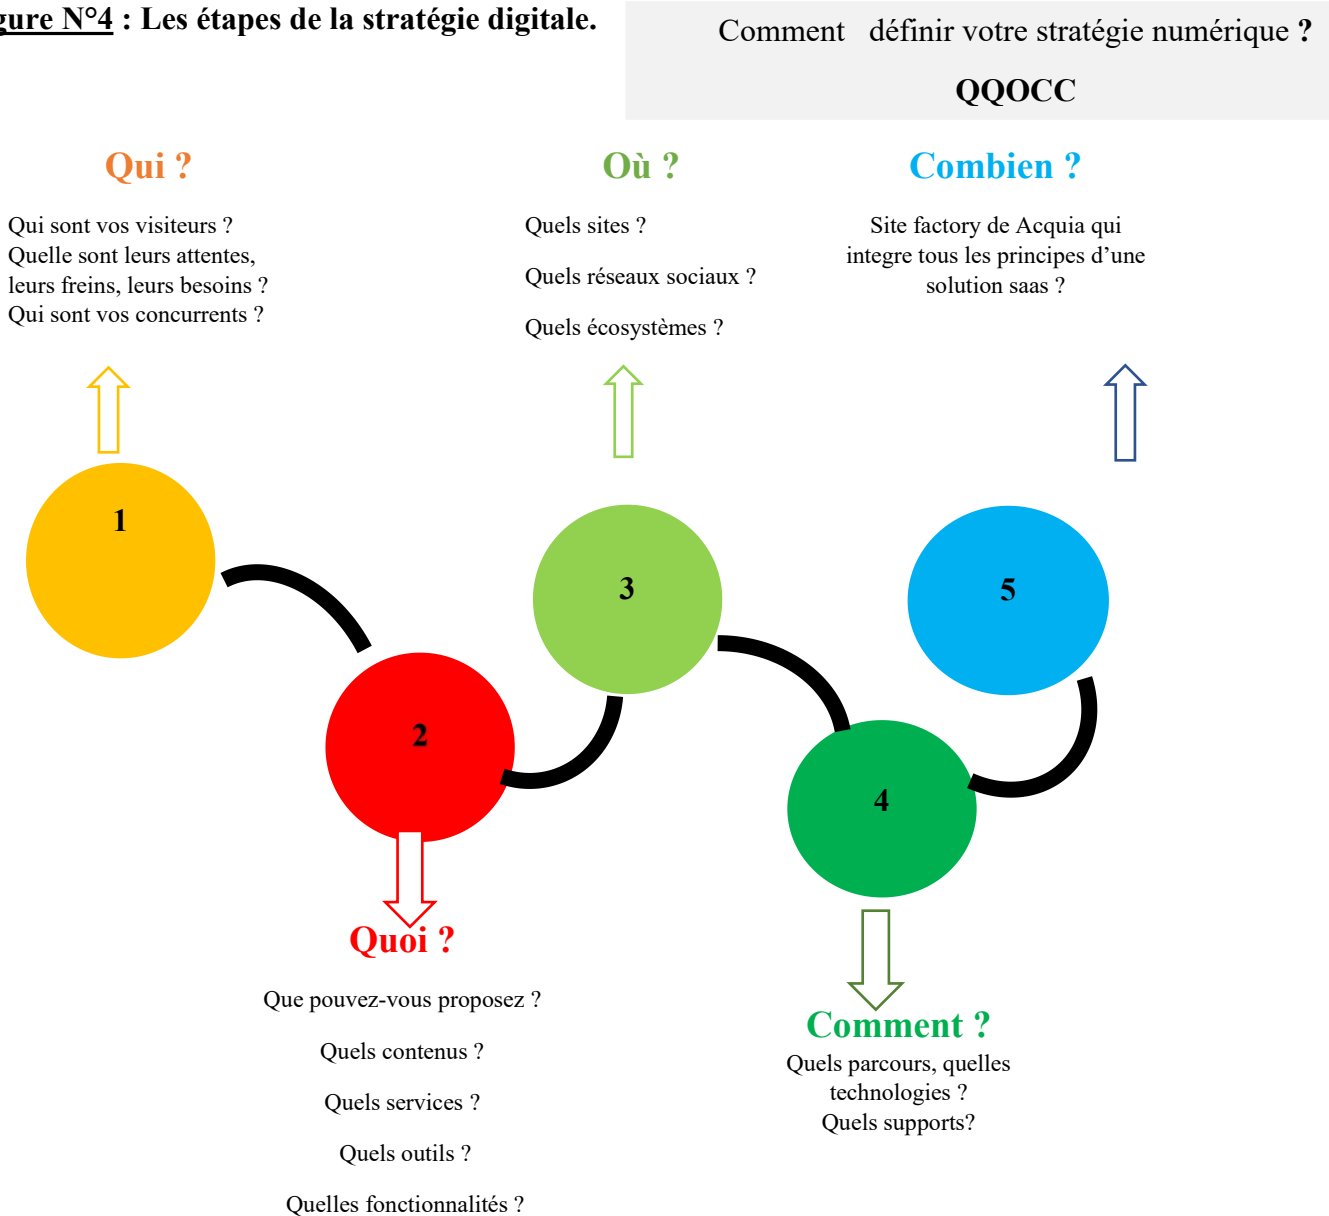 gure N°4 : Les étapes de la stratégie digitale.
Comment définir votre stratégie numérique ?
QQOCC
Qui ?
Qui sont vos visiteurs ?
Quelle sont leurs attentes,
leurs freins, leurs besoins ?
Qui sont vos concurrents ?
Où ?
Quels sites ?
Quels réseaux sociaux ?
Quels écosystèmes ?
Combien ?
Site factory de Acquia qui
integre tous les principes d’une
solution saas ?
1
2
3
4
5
Quoi ?
Que pouvez-vous proposez ?
Quels contenus ?
Quels services ?
Quels outils ?
Quelles fonctionnalités ?
Comment ?
Quels parcours, quelles
technologies ?
Quels supports?